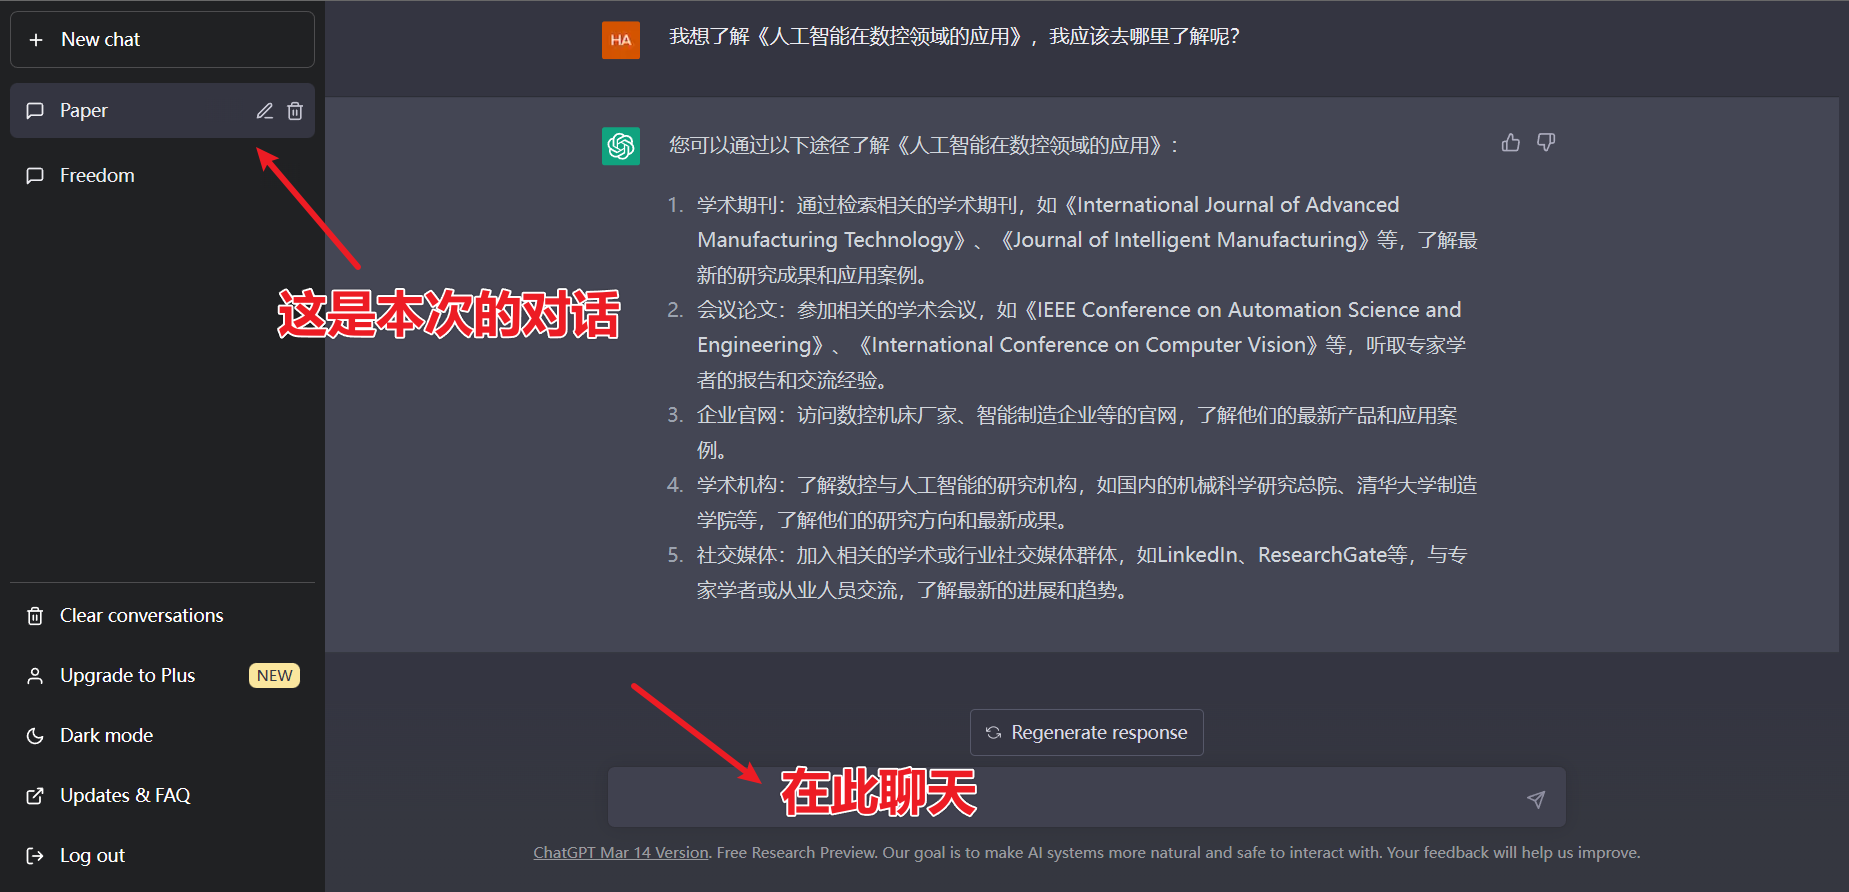 New chat
Paper
Freedom
这是本次的对话
Clear conversations
Upgrade to Plus NEW
Dark mode
Updates & FAQ
Log out
HA 我想了解《人工智能在数控领域的应用》，我应该去哪里了解呢？
您可以通过以下途径了解《人工智能在数控领域的应用》：
1. 学术期刊：通过检索相关的学术期刊，如《International Journal of Advanced
Manufacturing Technology》、《Journal of Intelligent Manufacturing》等，了解最
新的研究成果和应用案例。
2. 会议论文：参加相关的学术会议，如《IEEE Conference on Automation Science and
Engineering》、《International Conference on Computer Vision》等，听取专家学
者的报告和交流经验。
3. 企业官网：访问数控机床厂家、智能制造企业等的官网，了解他们的最新产品和应用案
例。
4. 学术机构：了解数控与人工智能的研究机构，如国内的机械科学研究总院、清华大学制造
学院等，了解他们的研究方向和最新成果。
5. 社交媒体：加入相关的学术或行业社交媒体群体，如LinkedIn、ResearchGate等，与专
家学者或从业人员交流，了解最新的进展和趋势。
Regenerate response
在此聊天
ChatGPT Mar 14 Version. Free Research Preview. Our goal is to make AI systems more natural and safe to interact with. Your feedback will help us improve.